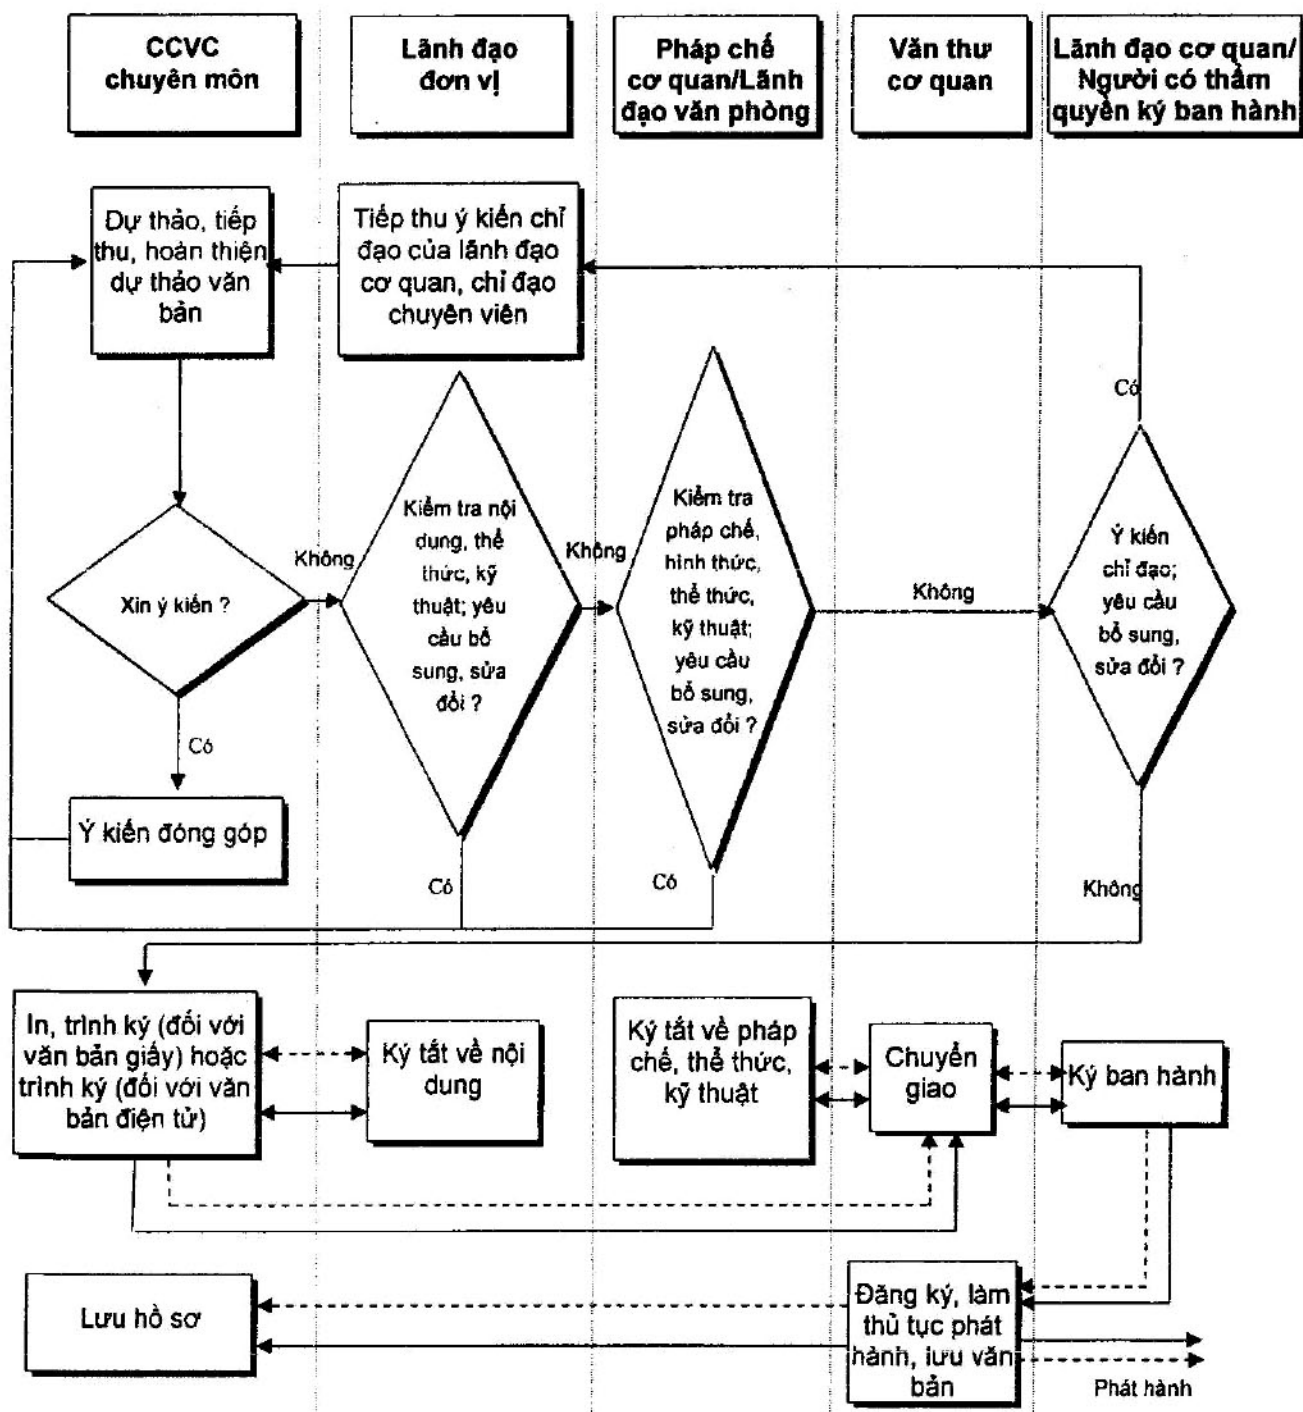 CCVC
chuyên môn
Lãnh đạo
đơn vị
Pháp chế
cơ quan/Lãnh
đạo văn phòng
Văn thư
cơ quan
Lãnh đạo cơ quan/
Người có thẩm
quyền ký ban hành
Dự thảo, tiếp
thu, hoàn thiện
dự thảo văn
bản
Tiếp thu ý kiến chỉ
đạo của lãnh đạo
cơ quan, chỉ đạo
chuyên viên
Có
Xin ý kiến ?
Không
Kiểm tra nội
dung, thể
thức, kỹ
thuật; yêu
cầu bổ
sung, sửa
đổi ?
Không
Kiểm tra
pháp chế,
hình thức,
thể thức,
kỹ thuật;
yêu cầu
bổ sung,
sửa đổi ?
Không
Ý kiến
chỉ đạo;
yêu cầu
bổ sung,
sửa đổi ?
Có
Ý kiến đóng góp
Có
Có
Không
In, trình ký (đối với
văn bản giấy) hoặc
trình ký (đối với văn
bản điện tử)
Ký tắt về nội
dung
Ký tắt về pháp
chế, thể thức,
kỹ thuật
Chuyển
giao
Ký ban hành
Lưu hồ sơ
Đăng ký, làm
thủ tục phát
hành, lưu văn
bản
Phát hành